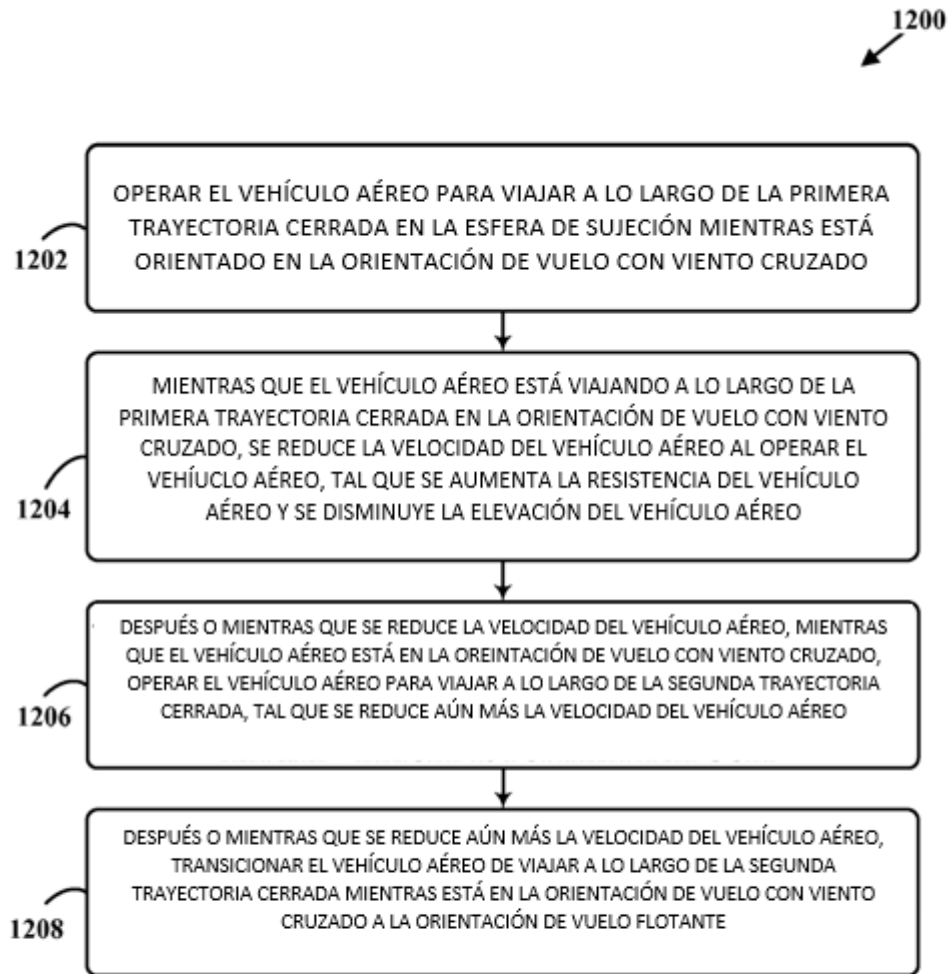 1200
OPERAR EL VEHÍCULO AÉREO PARA VIAJAR A LO LARGO DE LA PRIMERA
TRAYECTORIA CERRADA EN LA ESFERA DE SUJECIÓN MIENTRAS ESTÁ
ORIENTADO EN LA ORIENTACIÓN DE VUELO CON VIENTO CRUZADO
1202
MIENTRAS QUE EL VEHÍCULO AÉREO ESTÁ VIAJANDO A LO LARGO DE LA
PRIMERA TRAYECTORIA CERRADA EN LA ORIENTACIÓN DE VUELO CON VIENTO
CRUZADO, SE REDUCE LA VELOCIDAD DEL VEHÍCULO AÉREO AL OPERAR EL
VEHÍUCLO AÉREO, TAL QUE SE AUMENTA LA RESISTENCIA DEL VEHÍCULO
AÉREO Y SE DISMINUYE LA ELEVACIÓN DEL VEHÍCULO AÉREO
1204
DESPUÉS O MIENTRAS QUE SE REDUCE LA VELOCIDAD DEL VEHÍCULO AÉREO, MIENTRAS
QUE EL VEHÍCULO AÉREO ESTÁ EN LA OREINTACIÓN DE VUELO CON VIENTO CRUZADO,
OPERAR EL VEHÍCULO AÉREO PARA VIAJAR A LO LARGO DE LA SEGUNDA TRAYECTORIA
CERRADA, TAL QUE SE REDUCE AÚN MÁS LA VELOCIDAD DEL VEHÍCULO AÉREO
1206
DESPUÉS O MIENTRAS QUE SE REDUCE AÚN MÁS LA VELOCIDAD DEL VEHÍCULO AÉREO,
TRANSICIONAR EL VEHÍCULO AÉREO DE VIAJAR A LO LARGO DE LA SEGUNDA
TRAYECTORIA CERRADA MIENTRAS ESTÁ EN LA ORIENTACIÓN DE VUELO CON VIENTO
CRUZADO A LA ORIENTACIÓN DE VUELO FLOTANTE
1208